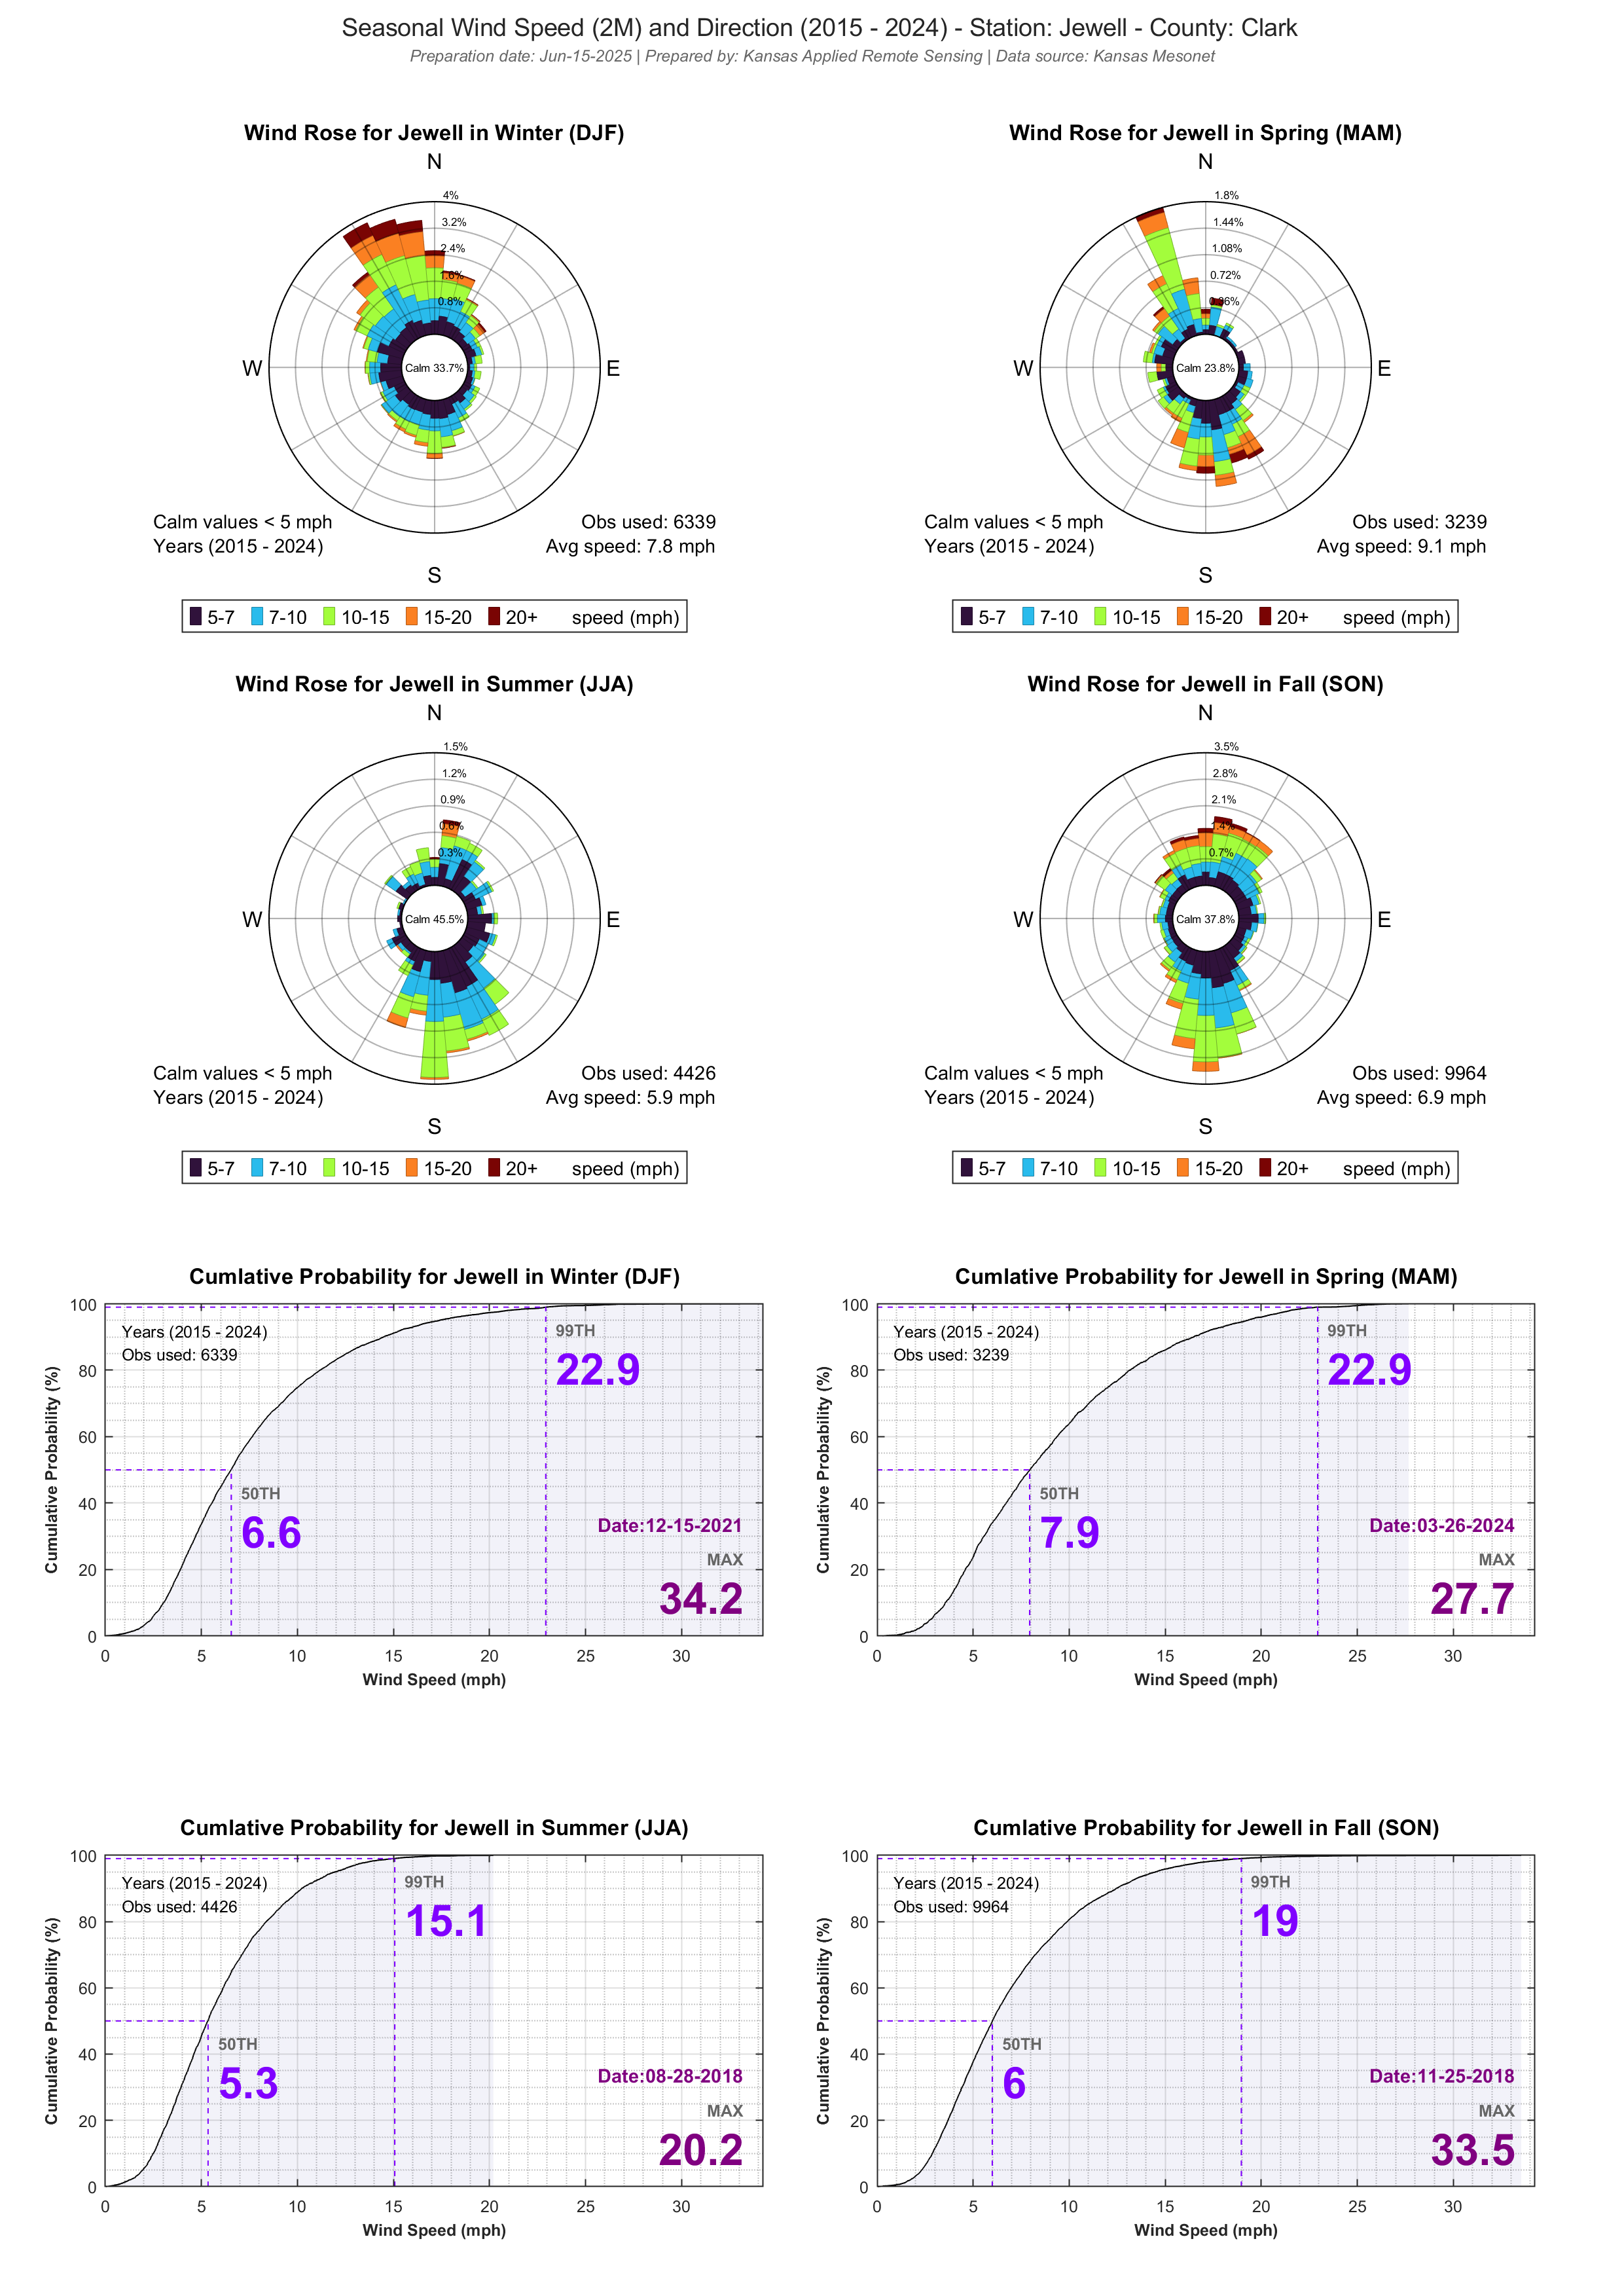 Seasonal Wind Speed (2M) and Direction (2015 - 2024) - Station: Jewell - County: Clark
Preparation date: Jun-15-2025 | Prepared by: Kansas Applied Remote Sensing | Data source: Kansas Mesonet
Wind Rose for Jewell in Winter (DJF)
N
4%
3.2%
2.4%
1.6%
0.8%
W
Calm 33.7%
E
Calm values < 5 mph
Years (2015 - 2024)
Obs used: 6339
Avg speed: 7.8 mph
S
5-7 7-10 10-15 15-20 20+ speed (mph)
Wind Rose for Jewell in Spring (MAM)
N
1.8%
1.44%
1.08%
0.72%
0.36%
W
Calm 23.8%
E
Calm values < 5 mph
Years (2015 - 2024)
Obs used: 3239
Avg speed: 9.1 mph
S
5-7 7-10 10-15 15-20 20+ speed (mph)
Wind Rose for Jewell in Summer (JJA)
N
1.5%
1.2%
0.9%
0.6%
0.3%
W
Calm 45.5%
E
Calm values < 5 mph
Years (2015 - 2024)
Obs used: 4426
Avg speed: 5.9 mph
S
5-7 7-10 10-15 15-20 20+ speed (mph)
Wind Rose for Jewell in Fall (SON)
N
3.5%
2.8%
2.1%
1.4%
0.7%
W
Calm 37.8%
E
Calm values < 5 mph
Years (2015 - 2024)
Obs used: 9964
Avg speed: 6.9 mph
S
5-7 7-10 10-15 15-20 20+ speed (mph)
Cumlative Probability for Jewell in Winter (DJF)
Cumulative Probability (%)
100
80
60
40
20
0
Years (2015 - 2024)
Obs used: 6339
99TH
22.9
50TH
6.6
Date:12-15-2021
MAX
34.2
0 5 10 15 20 25 30
Wind Speed (mph)
Cumlative Probability for Jewell in Spring (MAM)
Cumulative Probability (%)
100
80
60
40
20
0
Years (2015 - 2024)
Obs used: 3239
99TH
22.9
50TH
7.9
Date:03-26-2024
MAX
27.7
0 5 10 15 20 25 30
Wind Speed (mph)
Cumlative Probability for Jewell in Summer (JJA)
Cumulative Probability (%)
100
80
60
40
20
0
Years (2015 - 2024)
Obs used: 4426
99TH
15.1
50TH
5.3
Date:08-28-2018
MAX
20.2
0 5 10 15 20 25 30
Wind Speed (mph)
Cumlative Probability for Jewell in Fall (SON)
Cumulative Probability (%)
100
80
60
40
20
0
Years (2015 - 2024)
Obs used: 9964
99TH
19
50TH
6
Date:11-25-2018
MAX
33.5
0 5 10 15 20 25 30
Wind Speed (mph)